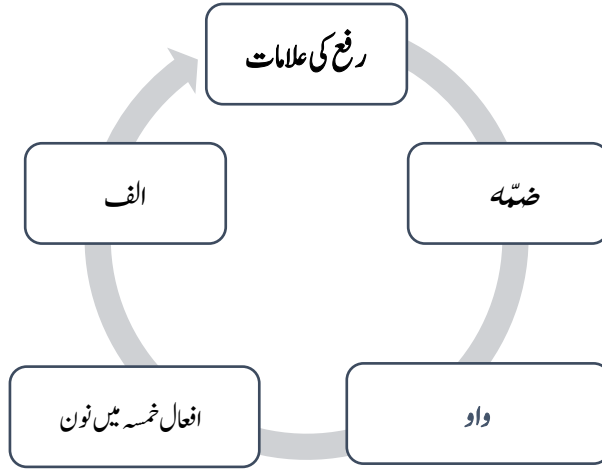 رفع کی علامات
ضمّہ
واو
افعال خمسہ میں نون
الف